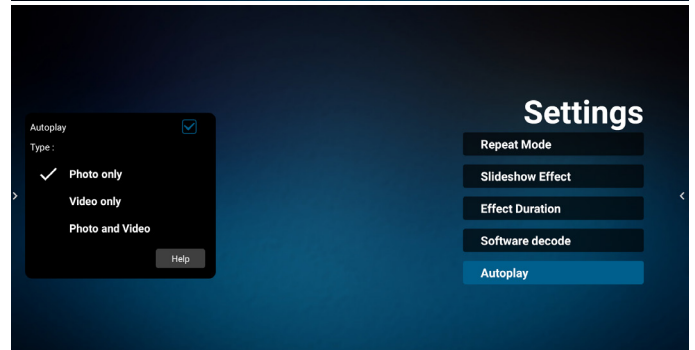 Settings
Autoplay
Type :
Photo only
Video only
Photo and Video
Help
Repeat Mode
Slideshow Effect
Effect Duration
Software decode
Autoplay